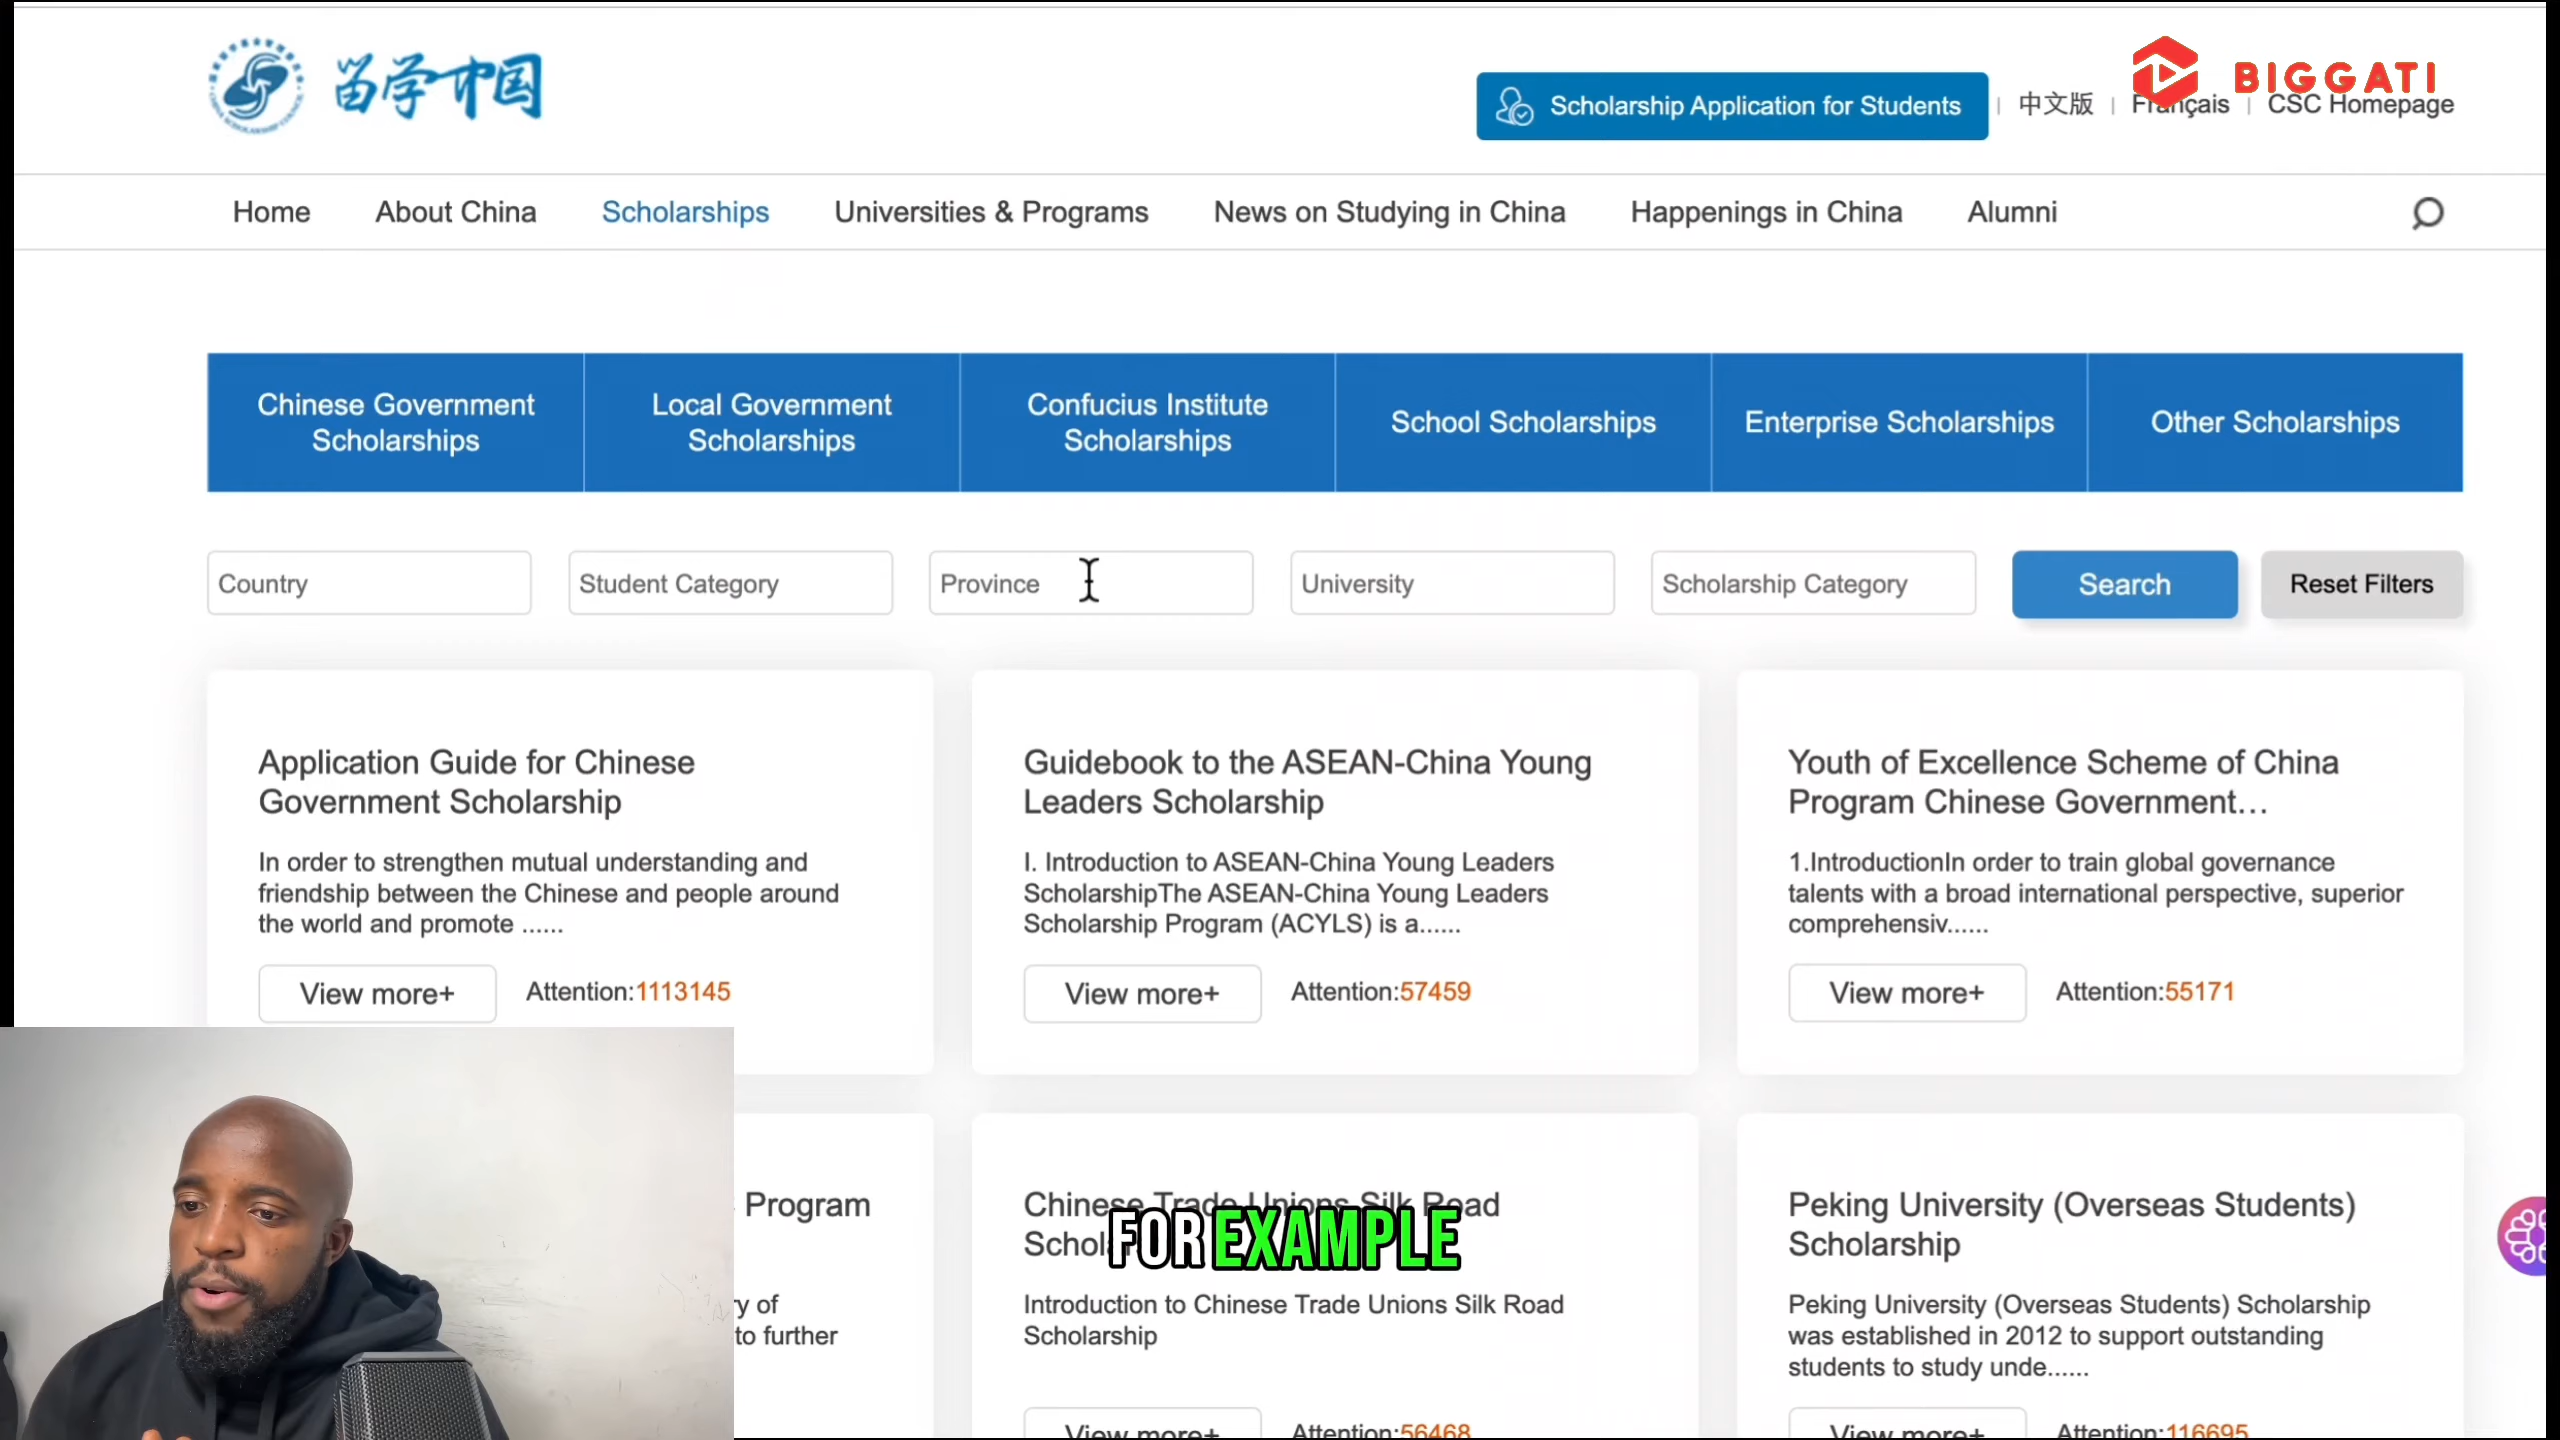 留学中国
Scholarship Application for Students | 中文版 | Français | CSC Homepage
BIGGATI
Home About China Scholarships Universities & Programs News on Studying in China Happenings in China Alumni
Chinese Government Scholarships
Local Government Scholarships
Confucius Institute Scholarships
School Scholarships
Enterprise Scholarships
Other Scholarships
Country Student Category Province University Scholarship Category Search Reset Filters
Application Guide for Chinese
Government Scholarship
In order to strengthen mutual understanding and
friendship between the Chinese and people around
the world and promote ......
View more+ Attention:1113145
Guidebook to the ASEAN-China Young
Leaders Scholarship
I. Introduction to ASEAN-China Young Leaders
ScholarshipThe ASEAN-China Young Leaders
Scholarship Program (ACYLS) is a......
View more+ Attention:57459
Youth of Excellence Scheme of China
Program Chinese Government...
1.IntroductionIn order to train global governance
talents with a broad international perspective, superior
comprehensiv......
View more+ Attention:55171
Program
ry of
to further
Chinese Trade Unions Silk Road
FOR EXAMPLE
Introduction to Chinese Trade Unions Silk Road
Scholarship
View more+ Attention:56468
Peking University (Overseas Students)
Scholarship
Peking University (Overseas Students) Scholarship
was established in 2012 to support outstanding
students to study unde......
View more+ Attention:116695